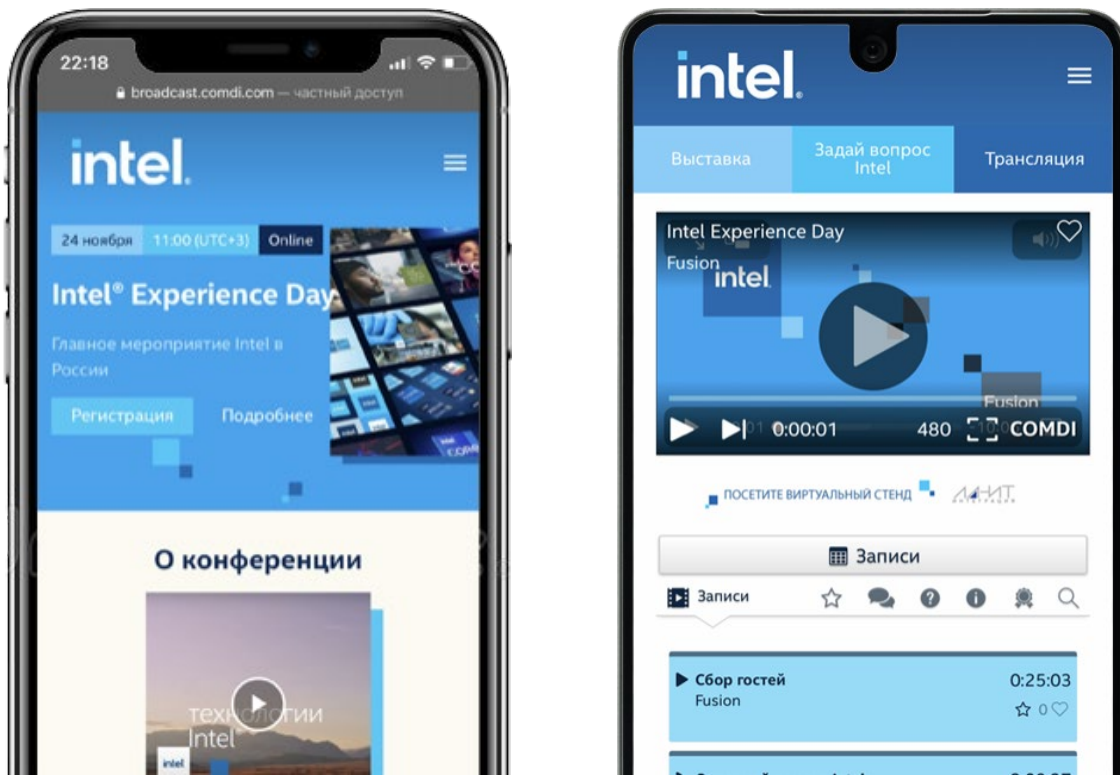 22:18
broadcast.comdi.com — частный доступ
intel.
24 ноября 11:00 (UTC+3) Online
Intel® Experience Day
Главное мероприятие Intel в
России
Регистрация Подробнее
О конференции
технологии
Intel
intel
intel.
Выставка
Задай вопрос
Intel
Трансляция
Intel Experience Day
Fusion
intel
Fusion
0:00:01 480 COMDI
ПОСЕТИТЕ ВИРТУАЛЬНЫЙ СТЕНД ЛАНИТ
Записи
Записи
Сбор гостей 0:25:03
Fusion 0